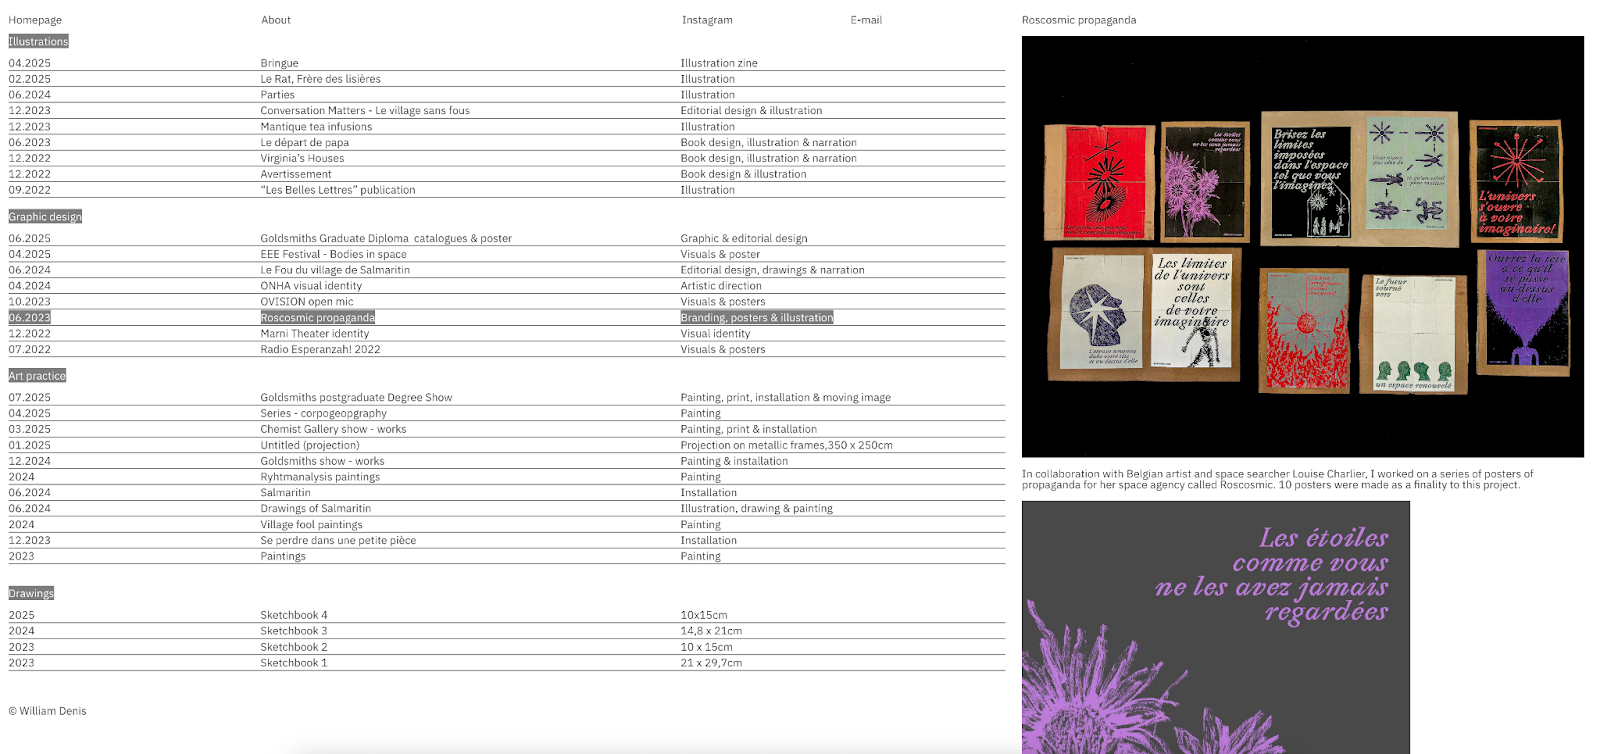 Homepage About Instagram E-mail
Illustrations
04.2025 Bringue Illustration zine
02.2025 Le Rat, Frère des lisières Illustration
06.2024 Parties Illustration
12.2023 Conversation Matters - Le village sans fous Editorial design & illustration
12.2023 Mantique tea infusions Illustration
06.2023 Le départ de papa Book design, illustration & narration
12.2022 Virginia's Houses Book design, illustration & narration
12.2022 Avertissement Book design & illustration
09.2022 “Les Belles Lettres” publication Illustration
Graphic design
06.2025 Goldsmiths Graduate Diploma catalogues & poster Graphic & editorial design
04.2025 EEE Festival - Bodies in space Visuals & poster
06.2024 Le Fou du village de Salmaritin Editorial design, drawings & narration
04.2024 ONHA visual identity Artistic direction
10.2023 OVISION open mic Visuals & posters
06.2023 Roscosmic propaganda Branding, posters & illustration
12.2022 Marni Theater identity Visual identity
07.2022 Radio Esperanzah! 2022 Visuals & posters
Art practice
07.2025 Goldsmiths postgraduate Degree Show Painting, print, installation & moving image
04.2025 Series - corpogeopgraphy Painting
03.2025 Chemist Gallery show - works Painting, print & installation
01.2025 Untitled (projection) Projection on metallic frames,350 x 250cm
12.2024 Goldsmiths show - works Painting & installation
2024 Ryhtmanalysis paintings Painting
06.2024 Salmaritin Installation
06.2024 Drawings of Salmaritin Illustration, drawing & painting
2024 Village fool paintings Painting
12.2023 Se perdre dans une petite pièce Installation
2023 Paintings Painting
Drawings
2025 Sketchbook 4 10x15cm
2024 Sketchbook 3 14,8 x 21cm
2023 Sketchbook 2 10 x 15cm
2023 Sketchbook 1 21 x 29,7cm
© William Denis
Roscosmic propaganda
Les étoiles
comme vous
ne les avez jamais
regardées
Brisez les
limites
imposées
dans l'espace
tel que vous
l'imaginez
L'univers
s'ouvre
à votre
imaginaire!
Les limites
de l'univers
sont
celles
de votre
imaginaire
Le futur
tourné
vers
un espace renouvelé
Ouvrez la tête
à ce qu'il
se passe
au-dessus
d'elle
In collaboration with Belgian artist and space searcher Louise Charlier, I worked on a series of posters of
propaganda for her space agency called Roscosmic. 10 posters were made as a finality to this project.
Les étoiles
comme vous
ne les avez jamais
regardées